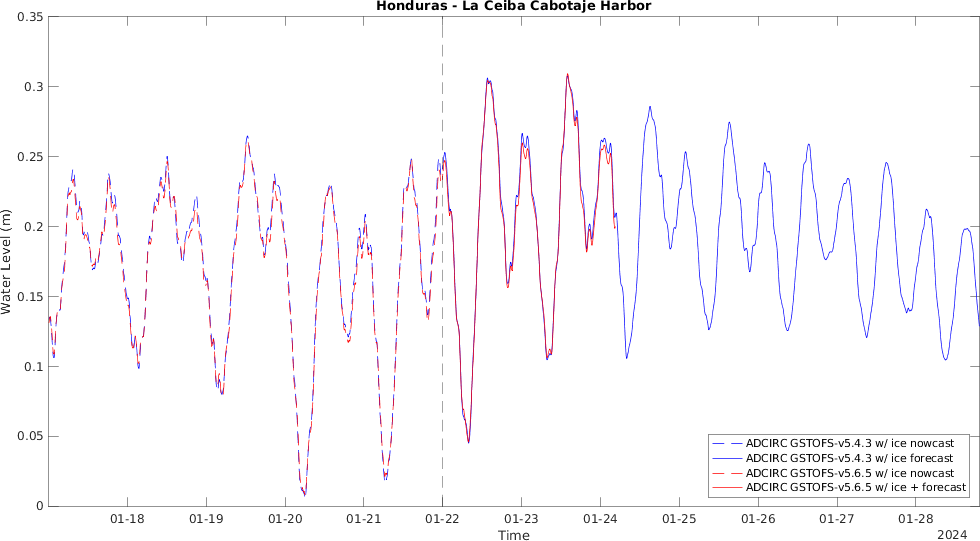 Honduras - La Ceiba Cabotaje Harbor
0.35
0.3
0.25
0.2
0.15
0.1
0.05
0
Water Level (m)
ADCIRC GSTOFS-v5.4.3 w/ ice nowcast
ADCIRC GSTOFS-v5.4.3 w/ ice forecast
ADCIRC GSTOFS-v5.6.5 w/ ice nowcast
ADCIRC GSTOFS-v5.6.5 w/ ice + forecast
01-18 01-19 01-20 01-21 01-22 01-23 01-24 01-25 01-26 01-27 01-28
Time
2024